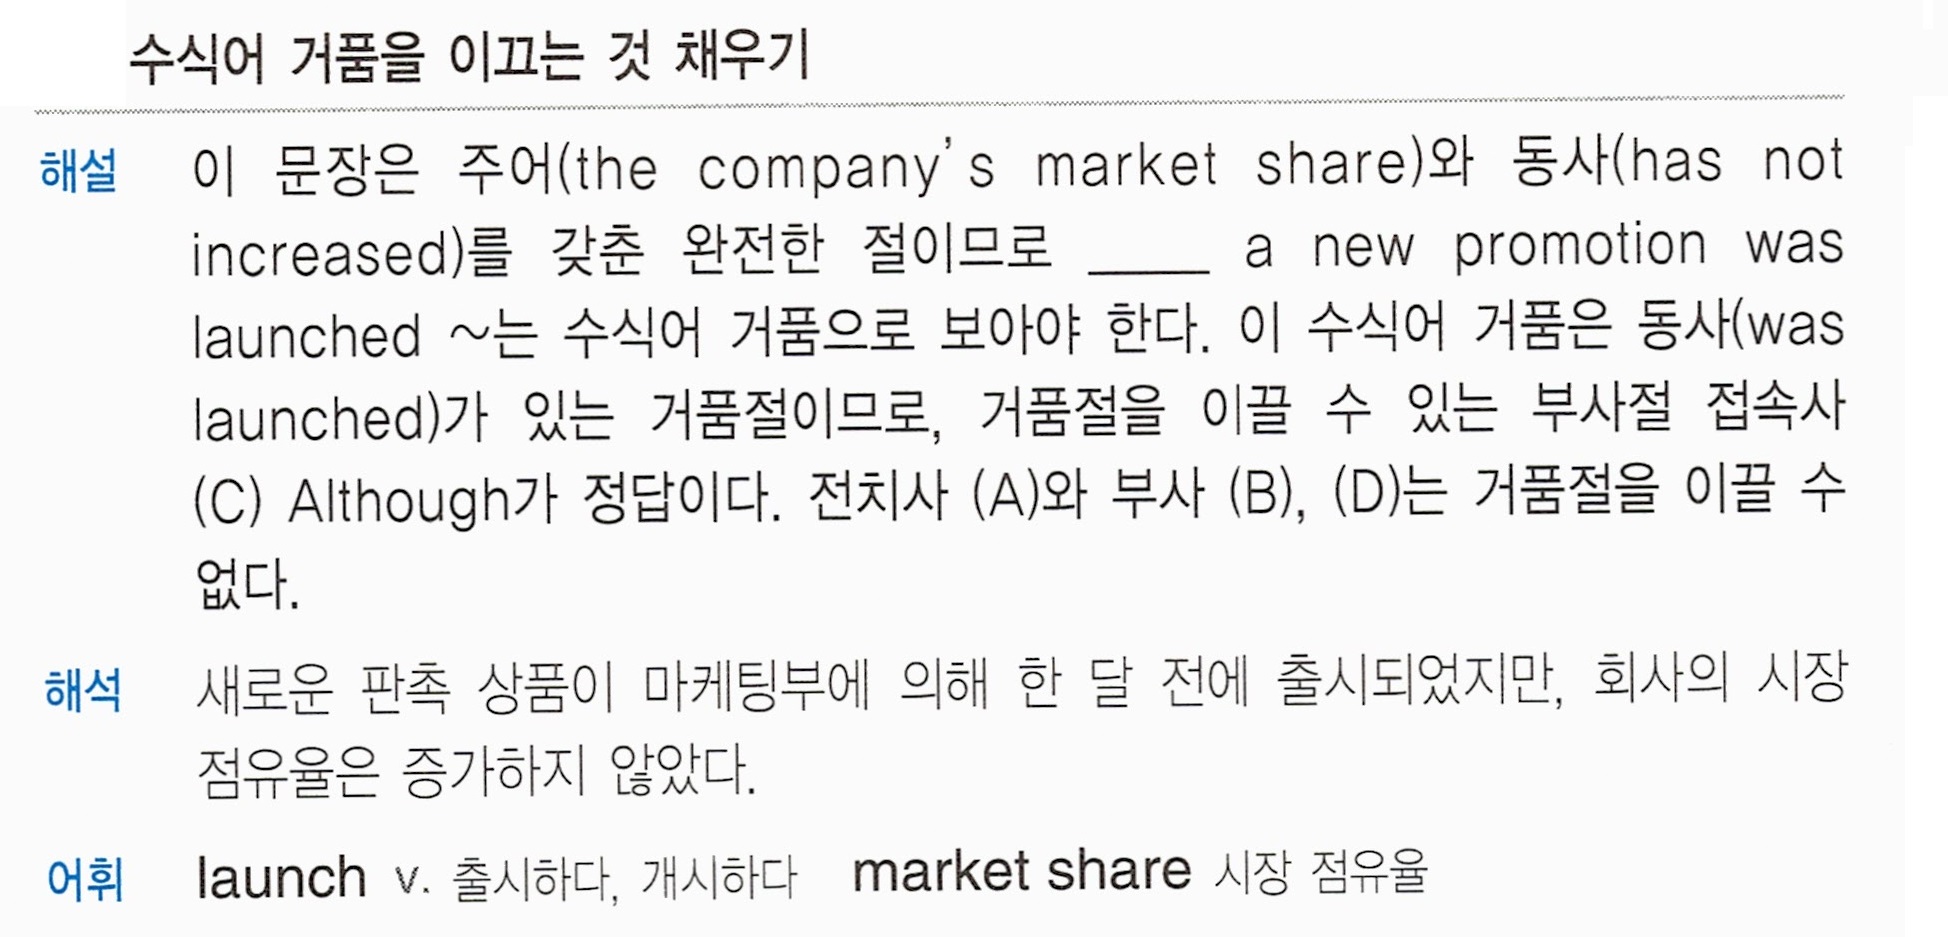 수식어 거품을 이끄는 것 채우기
해설 이 문장은 주어(the company's market share)와 동사(has not
increased)를 갖춘 완전한 절이므로 ____ a new promotion was
launched ~는 수식어 거품으로 보아야 한다. 이 수식어 거품은 동사(was
launched)가 있는 거품절이므로, 거품절을 이끌 수 있는 부사절 접속사
(C) Although가 정답이다. 전치사 (A)와 부사 (B), (D)는 거품절을 이끌 수
없다.
해석 새로운 판촉 상품이 마케팅부에 의해 한 달 전에 출시되었지만, 회사의 시장
점유율은 증가하지 않았다.
어휘 launch v. 출시하다, 개시하다 market share 시장 점유율